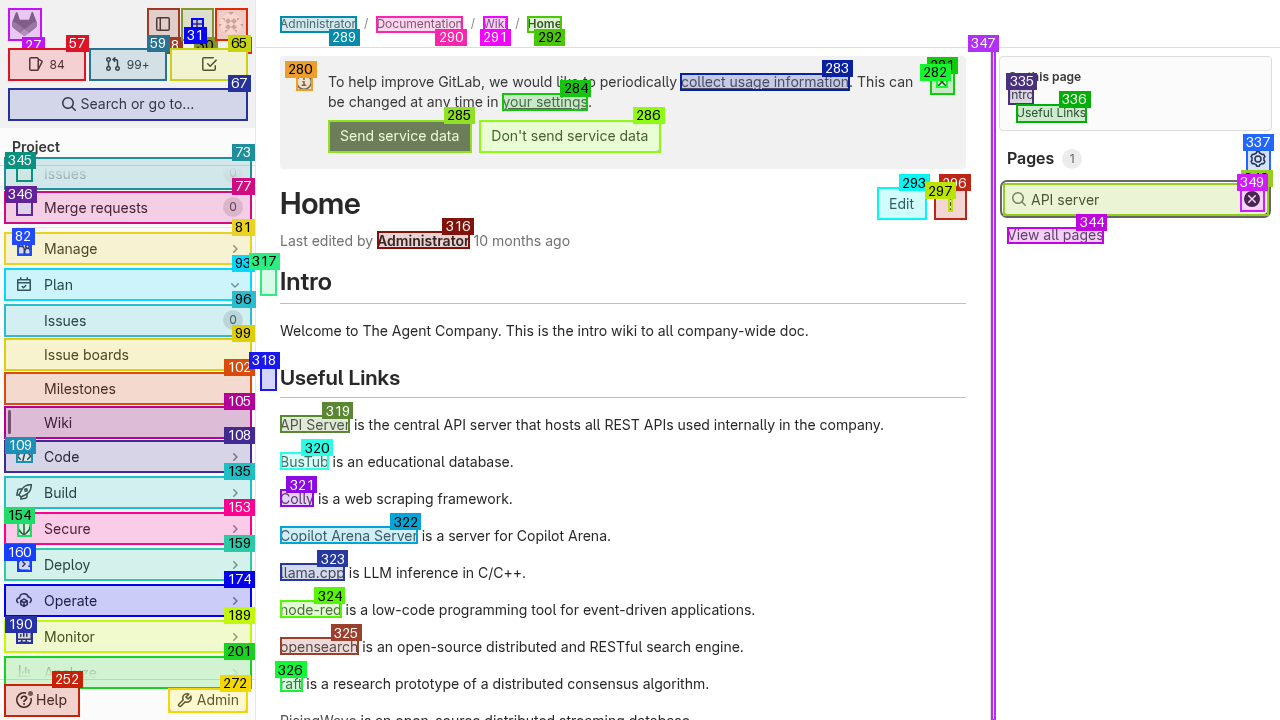 27
57
84
59
99+
31
65
67
Search or go to...
Project
345
73
Issues
0
346
77
Merge requests
0
81
82
Manage
93
Plan
96
Issues
0
99
Issue boards
102
Milestones
105
Wiki
108
109
Code
135
Build
153
154
Secure
159
160
Deploy
174
Operate
189
190
Monitor
201
Analyze
252
Help
272
Admin
Administrator / Documentation / Wiki / Home
289
290
291
292
280
To help improve GitLab, we would like to periodically collect usage information. This can
283
281
282
284
be changed at any time in your settings.
285
286
Send service data
Don't send service data
Home
293
Edit
296
297
316
Last edited by Administrator 10 months ago
317
Intro
Welcome to The Agent Company. This is the intro wiki to all company-wide doc.
318
Useful Links
319
API Server is the central API server that hosts all REST APIs used internally in the company.
320
BusTub is an educational database.
321
Colly is a web scraping framework.
322
Copilot Arena Server is a server for Copilot Arena.
323
llama.cpp is LLM inference in C/C++.
324
node-red is a low-code programming tool for event-driven applications.
325
opensearch is an open-source distributed and RESTful search engine.
326
raft is a research prototype of a distributed consensus algorithm.
RisingWave is an open-source distributed streaming database.
347
On this page
335
Intro
336
Useful Links
337
Pages 1
349
API server
344
View all pages